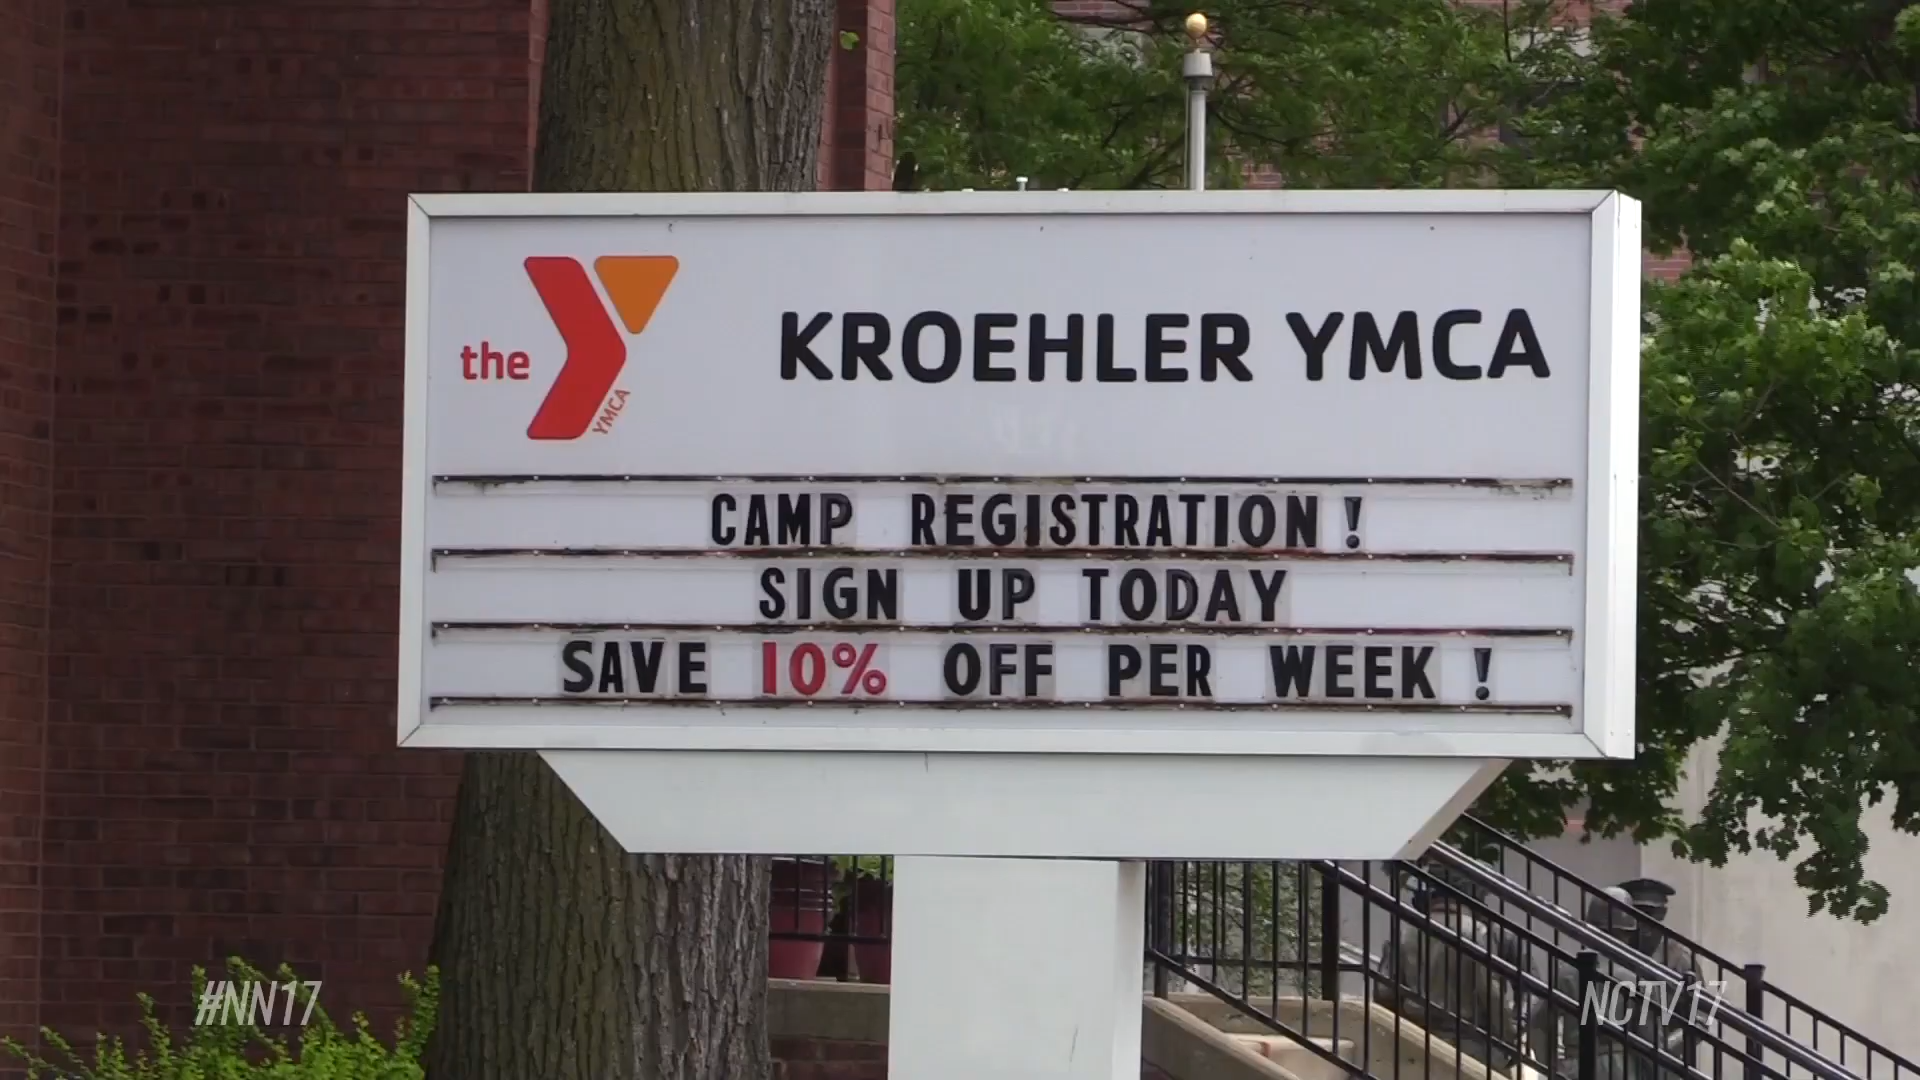 the
YMCA
KROEHLER YMCA
CAMP REGISTRATION!
SIGN UP TODAY
SAVE 10% OFF PER WEEK!
#NN17
NCTV17